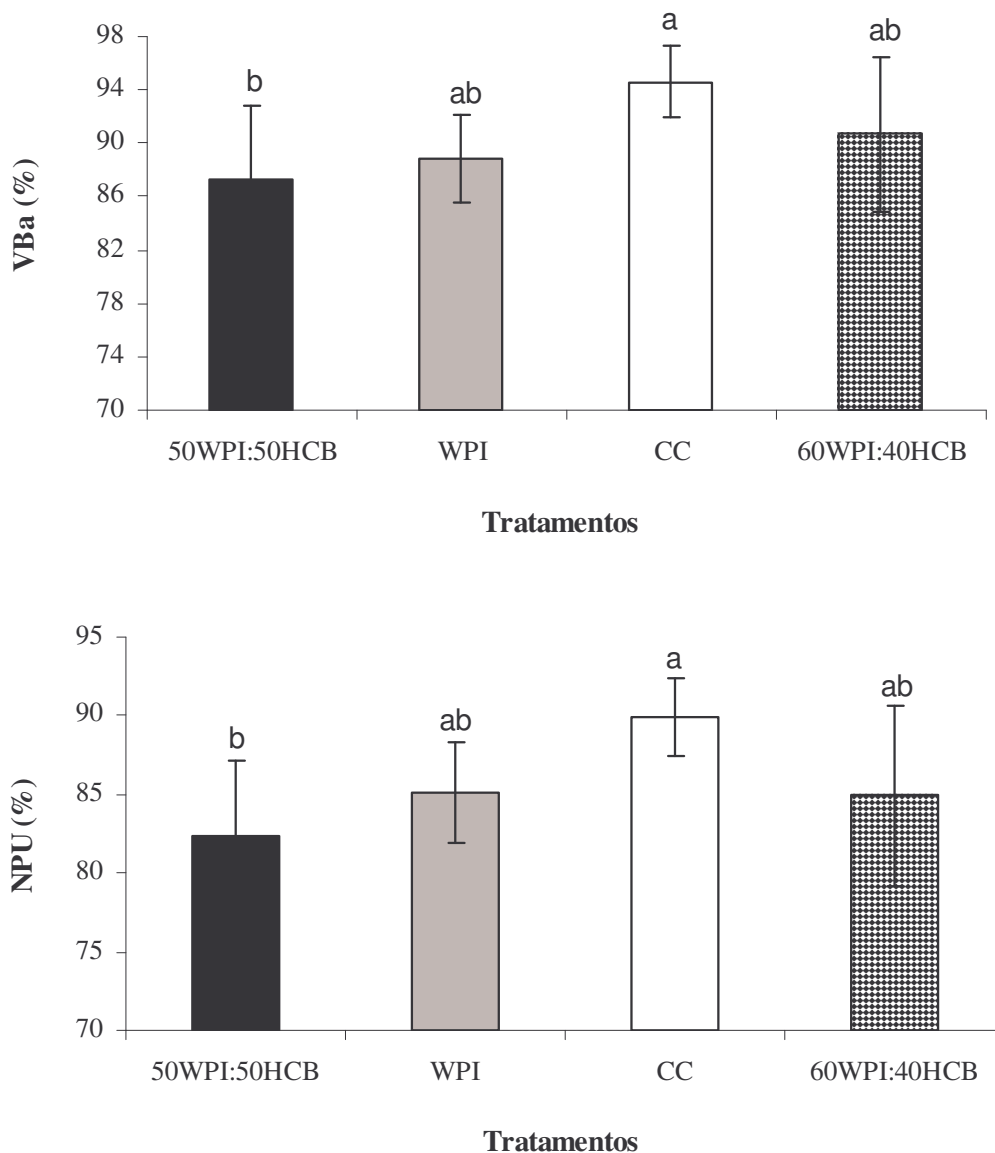 98
94
90
86
82
78
74
70
VBa (%)
b
ab
a
ab
50WPI:50HCB WPI CC 60WPI:40HCB
Tratamentos
95
90
85
80
75
70
NPU (%)
b
ab
a
ab
50WPI:50HCB WPI CC 60WPI:40HCB
Tratamentos